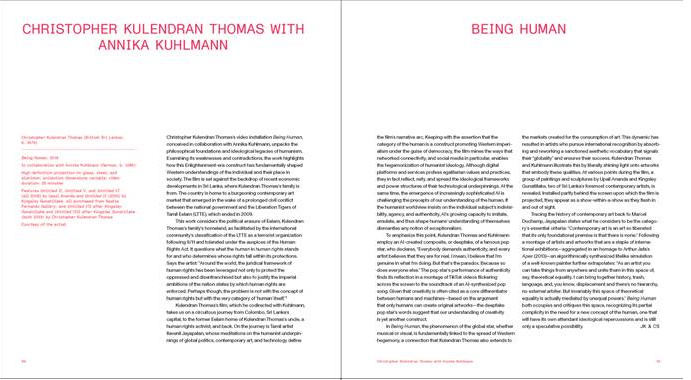 CHRISTOPHER KULENDRAN THOMAS WITH
ANNIKA KUHLMANN
Christopher Kulendran Thomas (British Sri Lankan,
b. 1979)
Being Human, 2019
In collaboration with Annika Kuhlmann (German, b. 1985)
High definition projection on glass, steel, and
duration: 25 minutes
Courtesy of the artist
Christopher Kulendran Thomas's video installation Being Human,
conceived in collaboration with Annika Kuhlmann, unpacks the
philosophical foundations and ideological legacies of humanism.
Examining its weaknesses and contradictions, the work highlights
how this Enlightenment-era construct has fundamentally shaped
Western understandings of the individual and their place in
society. The film is set against the backdrop of recent economic
developments in Sri Lanka, where Kulendran Thomas's family is
from. The country is home to a burgeoning contemporary art
market that emerged in the wake of a prolonged civil conflict
between the national government and the Liberation Tigers of
Tamil Eelam (LTTE), which ended in 2009.
This work considers the political erasure of Eelam, Kulendran
Thomas's family's homeland, as facilitated by the international
community's classification of the LTTE as a terrorist organization
following 9/11 and tolerated under the auspices of the Human
Rights Act. It questions what the human in human rights stands
for and who determines whose rights fall within its protections.
Says the artist: "Around the world, the juridical framework of
human rights has been leveraged not only to protect the
oppressed and disenfranchised but also to justify the imperial
ambitions of the nation states by which human rights are
enforced. Perhaps though, the problem is not with the concept of
human rights but with the very category of 'human' itself."
Kulendran Thomas's film, which he codirected with Kuhlmann,
takes us on a circuitous journey from Colombo, Sri Lanka's
capital, to the former Eelam home of Kulendran Thomas's uncle, a
human rights activist, and back. On the journey is Tamil artist
Ilavenil Jayapalan, whose meditations on the human underpin-
nings of global politics, contemporary art, and technology define
BEING HUMAN
the film's narrative arc. Keeping with the assertion that the
category of the human is a construct promoting Western imperi-
alism under the guise of democracy, the film mines the ways that
networked connectivity, and social media in particular, enables
the hegemonization of humanist ideology. Although digital
platforms and services profess egalitarian values and practices,
they in fact solidify, reify, and spread the ideological frameworks
and power structures of their technological underpinnings. At the
same time, the emergence of increasingly sophisticated AI is
challenging the precepts of our understanding of the human. If
the humanist worldview insists on the individual subject's indivisi-
bility, agency, and authenticity, AI's growing capacity to imitate,
emulate, and thus shape humans' understanding of themselves
dismantles any notion of exceptionalism.
To emphasize this point, Kulendran Thomas and Kuhlmann
employ an AI-created composite, or deepfake, of a famous pop
star, who declares, "Everybody demands authenticity, and every
artist believes that they are for real. I mean, I believe that I'm
genuine in what I'm doing. But that's the paradox. Because so
does everyone else." The pop star's performance of authenticity
finds its reflection in a montage of TikTok videos flickering
across the screen to the soundtrack of an AI-synthesized pop
song. Given that creativity is often cited as a core differentiator
between humans and machines—based on the argument
that only humans can create original artworks—the deepfake
pop star's words suggest that our understanding of creativity
is yet another construct.
In Being Human, the phenomenon of the global star, whether
musical or visual, is fundamentally linked to the spread of Western
hegemony, a connection that Kulendran Thomas also extends to
the markets created for the consumption of art. This dynamic has
resulted in artists who pursue international recognition by absorb-
ing and reworking a sanctioned aesthetic vocabulary that signals
their "globality" and ensures their success. Kulendran Thomas
and Kuhlmann illustrate this by literally shining light onto artworks
that embody these qualities. At various points during the film, a
group of paintings and sculptures by Upali Ananda and Kingsley
Gunatillake, two of Sri Lanka's foremost contemporary artists, is
revealed. Installed partly behind the screen upon which the film is
projected, they appear as a show-within-a-show as they flash in
and out of sight.
Tracing the history of contemporary art back to Marcel
Duchamp, Jayapalan states what he considers to be the catego-
ry's essential criteria: "Contemporary art is an art so liberated
that its only foundational premise is that there is none." Following
a montage of artists and artworks that are a staple of interna-
tional exhibitions—aggregated in an homage to Arthur Jafa's
Apex (2013)—an algorithmically synthesized lifelike simulation
of a well-known painter further extrapolates: "As an artist you
can take things from anywhere and unite them in this space of,
say, theoretical equality. I can bring together history, trash,
language, and, you know, displacement and there's no hierarchy,
no external arbiter. But invariably this space of theoretical
equality is actually mediated by unequal powers." Being Human
both occupies and critiques this space, recognizing its partial
complicity in the need for a new concept of the human, one that
will have its own attendant ideological repercussions and is still
only a speculative possibility.
JK & CS
Christopher Kulendran Thomas with Annika Kuhlmann